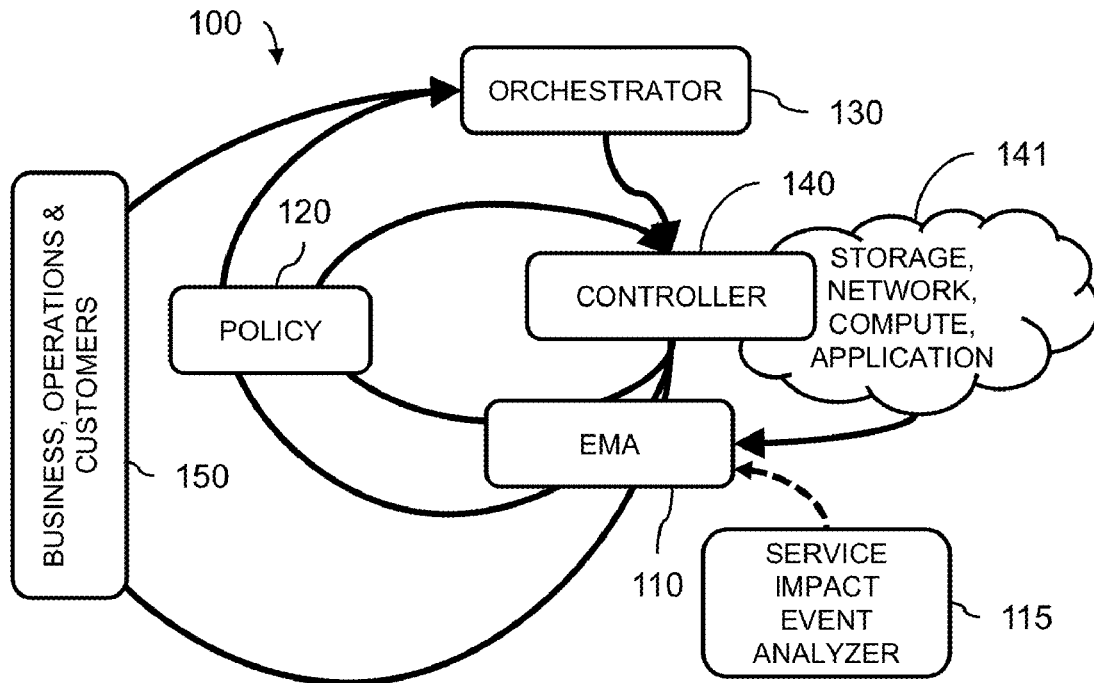 100
ORCHESTRATOR
130
141
140
120
STORAGE,
NETWORK,
COMPUTE,
APPLICATION
CONTROLLER
POLICY
BUSINESS, OPERATIONS &
CUSTOMERS
150
EMA
110
SERVICE
IMPACT
EVENT
ANALYZER
115